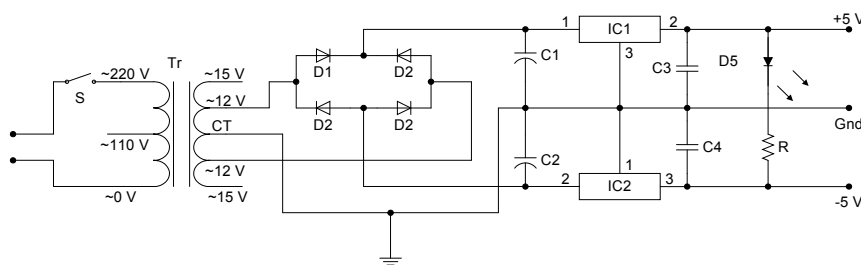 1 IC1 2 +5 V
Tr
~220 V ~15 V
D1 D2 C1 3 C3 D5
S ~12 V
D2 D2
CT
~110 V Gnd
C2 C4 R
~12 V 1
2 IC2 3
~0 V ~15 V -5 V